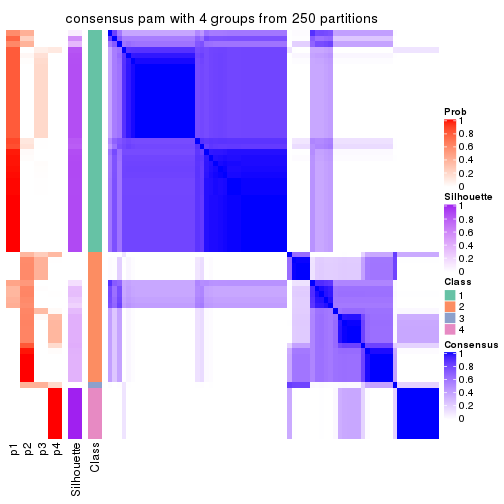 consensus pam with 4 groups from 250 partitions
Prob
1
0.8
0.6
0.4
0.2
0
Silhouette
1
0.8
0.6
0.4
0.2
0
Class
1
2
3
4
Consensus
1
0.8
0.6
0.4
0.2
0
p1
p2
p3
p4
Silhouette
Class